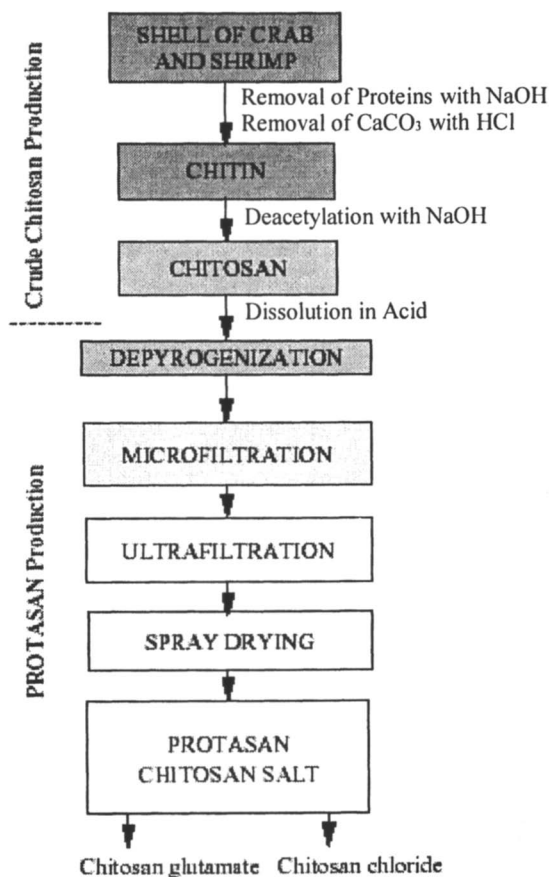 SHELL OF CRAB
AND SHRIMP
Removal of Proteins with NaOH
Removal of CaCO₃ with HCl
CHITIN
Deacetylation with NaOH
CHITOSAN
Dissolution in Acid
Crude Chitosan Production
DEPYROGENIZATION
MICROFILTRATION
ULTRAFILTRATION
SPRAY DRYING
PROTASAN
CHITOSAN SALT
PROTASAN Production
Chitosan glutamate
Chitosan chloride